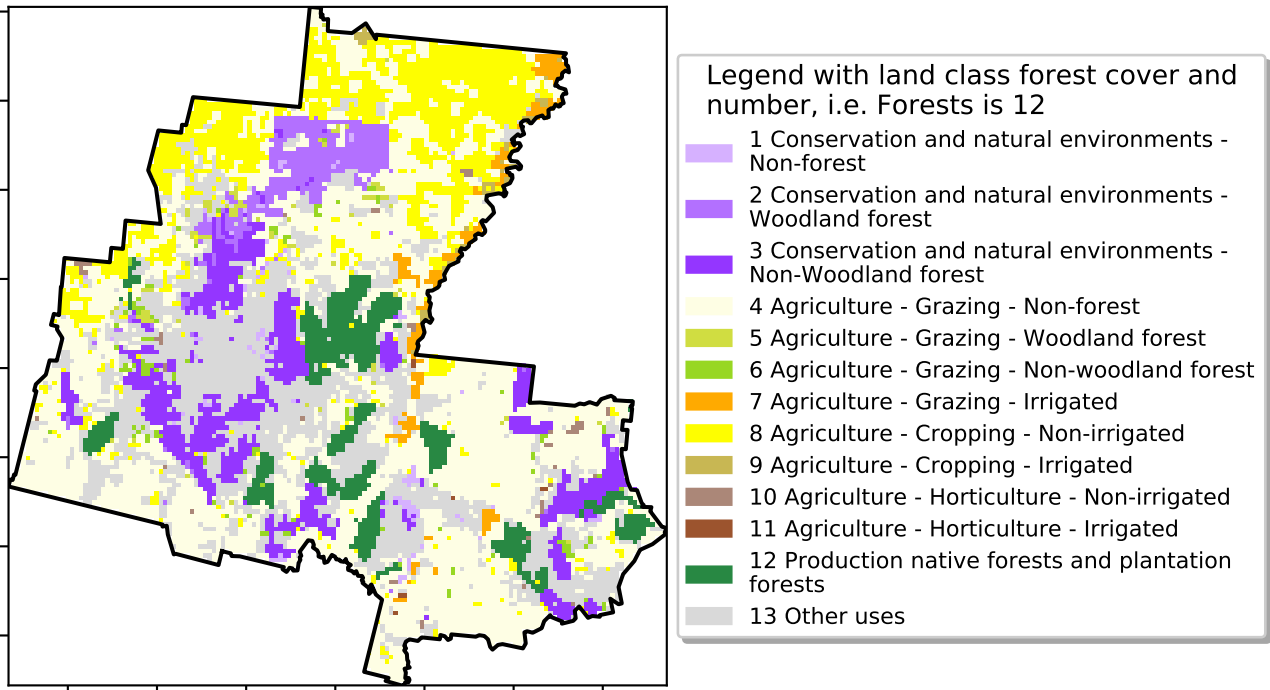 Legend with land class forest cover and
number, i.e. Forests is 12
1 Conservation and natural environments -
Non-forest
2 Conservation and natural environments -
Woodland forest
3 Conservation and natural environments -
Non-Woodland forest
4 Agriculture - Grazing - Non-forest
5 Agriculture - Grazing - Woodland forest
6 Agriculture - Grazing - Non-woodland forest
7 Agriculture - Grazing - Irrigated
8 Agriculture - Cropping - Non-irrigated
9 Agriculture - Cropping - Irrigated
10 Agriculture - Horticulture - Non-irrigated
11 Agriculture - Horticulture - Irrigated
12 Production native forests and plantation
forests
13 Other uses